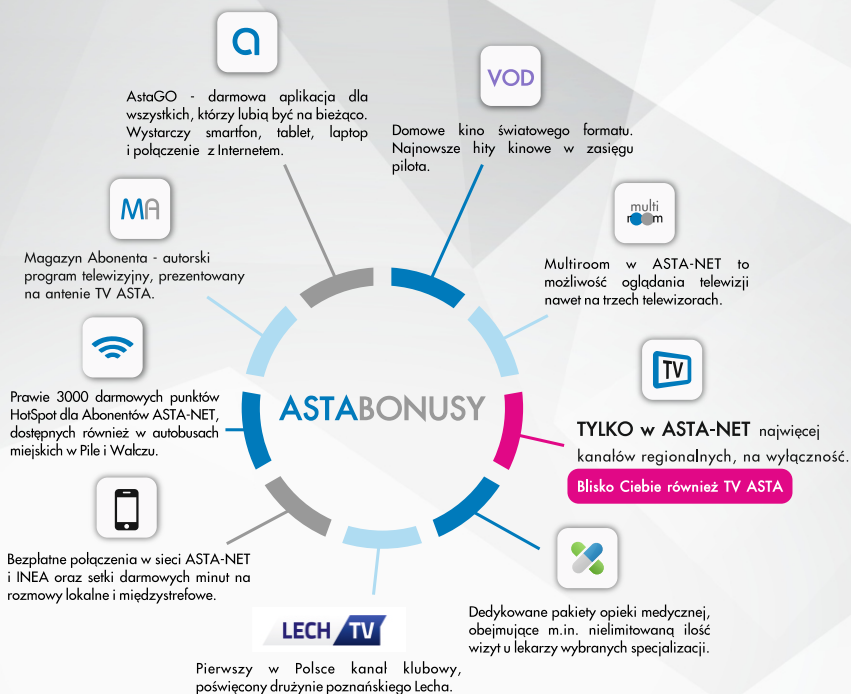 a
AstaGO - darmowa aplikacja dla
wszystkich, którzy lubią być na bieżąco.
Wystarczy smartfon, tablet, laptop
i połączenie z Internetem.
VOD
Domowe kino światowego formatu.
Najnowsze hity kinowe w zasięgu
pilota.
MA
Magazyn Abonenta - autorski
program telewizyjny, prezentowany
na antenie TV ASTA.
multi
room
Multiroom w ASTA-NET to
możliwość oglądania telewizji
nawet na trzech telewizorach.
Prawie 3000 darmowych punktów
HotSpot dla Abonentów ASTA-NET,
dostępnych również w autobusach
miejskich w Pile i Wałczu.
ASTABONUSY
TV
TYLKO w ASTA-NET najwięcej
kanałów regionalnych, na wyłączność.
Blisko Ciebie również TV ASTA
Bezpłatne połączenia w sieci ASTA-NET
i INEA oraz setki darmowych minut na
rozmowy lokalne i międzystrefowe.
LECH TV
Pierwszy w Polsce kanał klubowy,
poświęcony drużynie poznańskiego Lecha.
Dedykowane pakiety opieki medycznej,
obejmujące m.in. nielimitowaną ilość
wizyt u lekarzy wybranych specjalizacji.